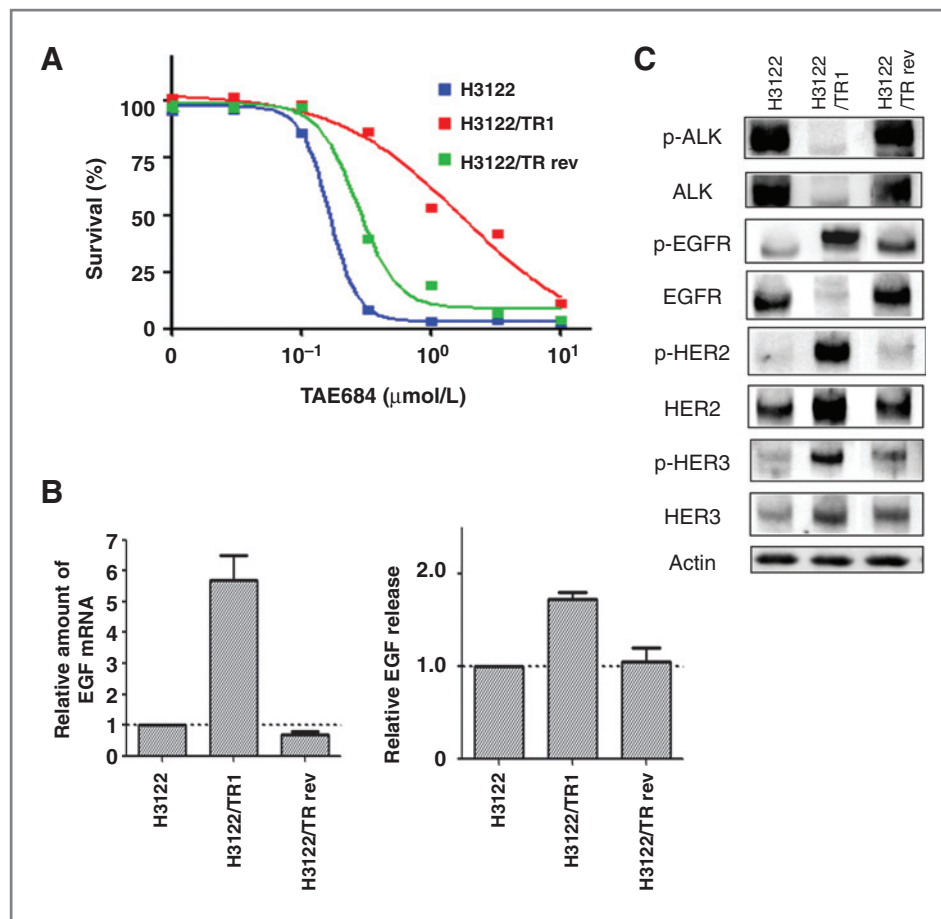 A
Survival (%)
100
75
50
25
0
0
10⁻¹
10⁰
10¹
TAE684 (μmol/L)
H3122
H3122/TR1
H3122/TR rev
B
Relative amount of
EGF mRNA
7
6
5
4
3
2
1
0
H3122
H3122/TR1
H3122/TR rev
Relative EGF release
2.0
1.0
0
H3122
H3122/TR1
H3122/TR rev
C
H3122
H3122
/TR1
H3122
/TR rev
p-ALK
ALK
p-EGFR
EGFR
p-HER2
HER2
p-HER3
HER3
Actin